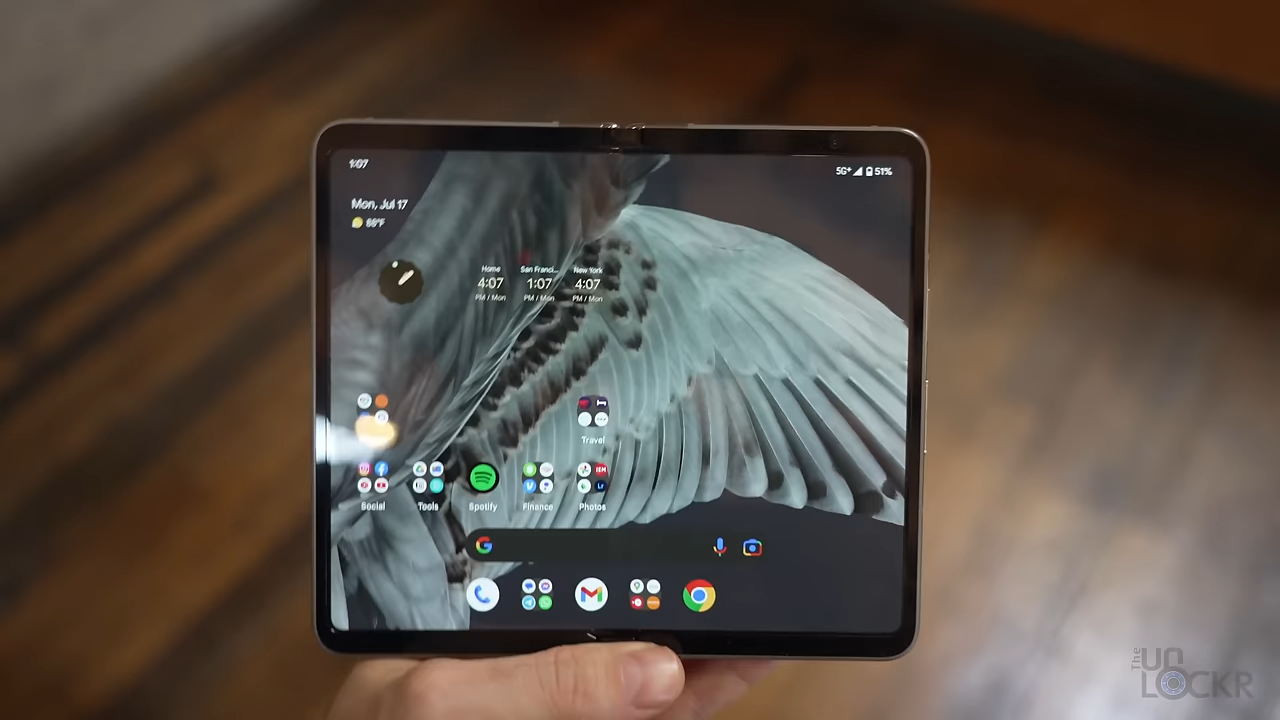 1:07
5G+ 51%
Mon, Jul 17
88°F
Home San Franci... New York
4:07 1:07 4:07
PM / Mon PM / Mon PM / Mon
Travel
Social Tools Spotify Finance Photos
The
UN
LOCKR